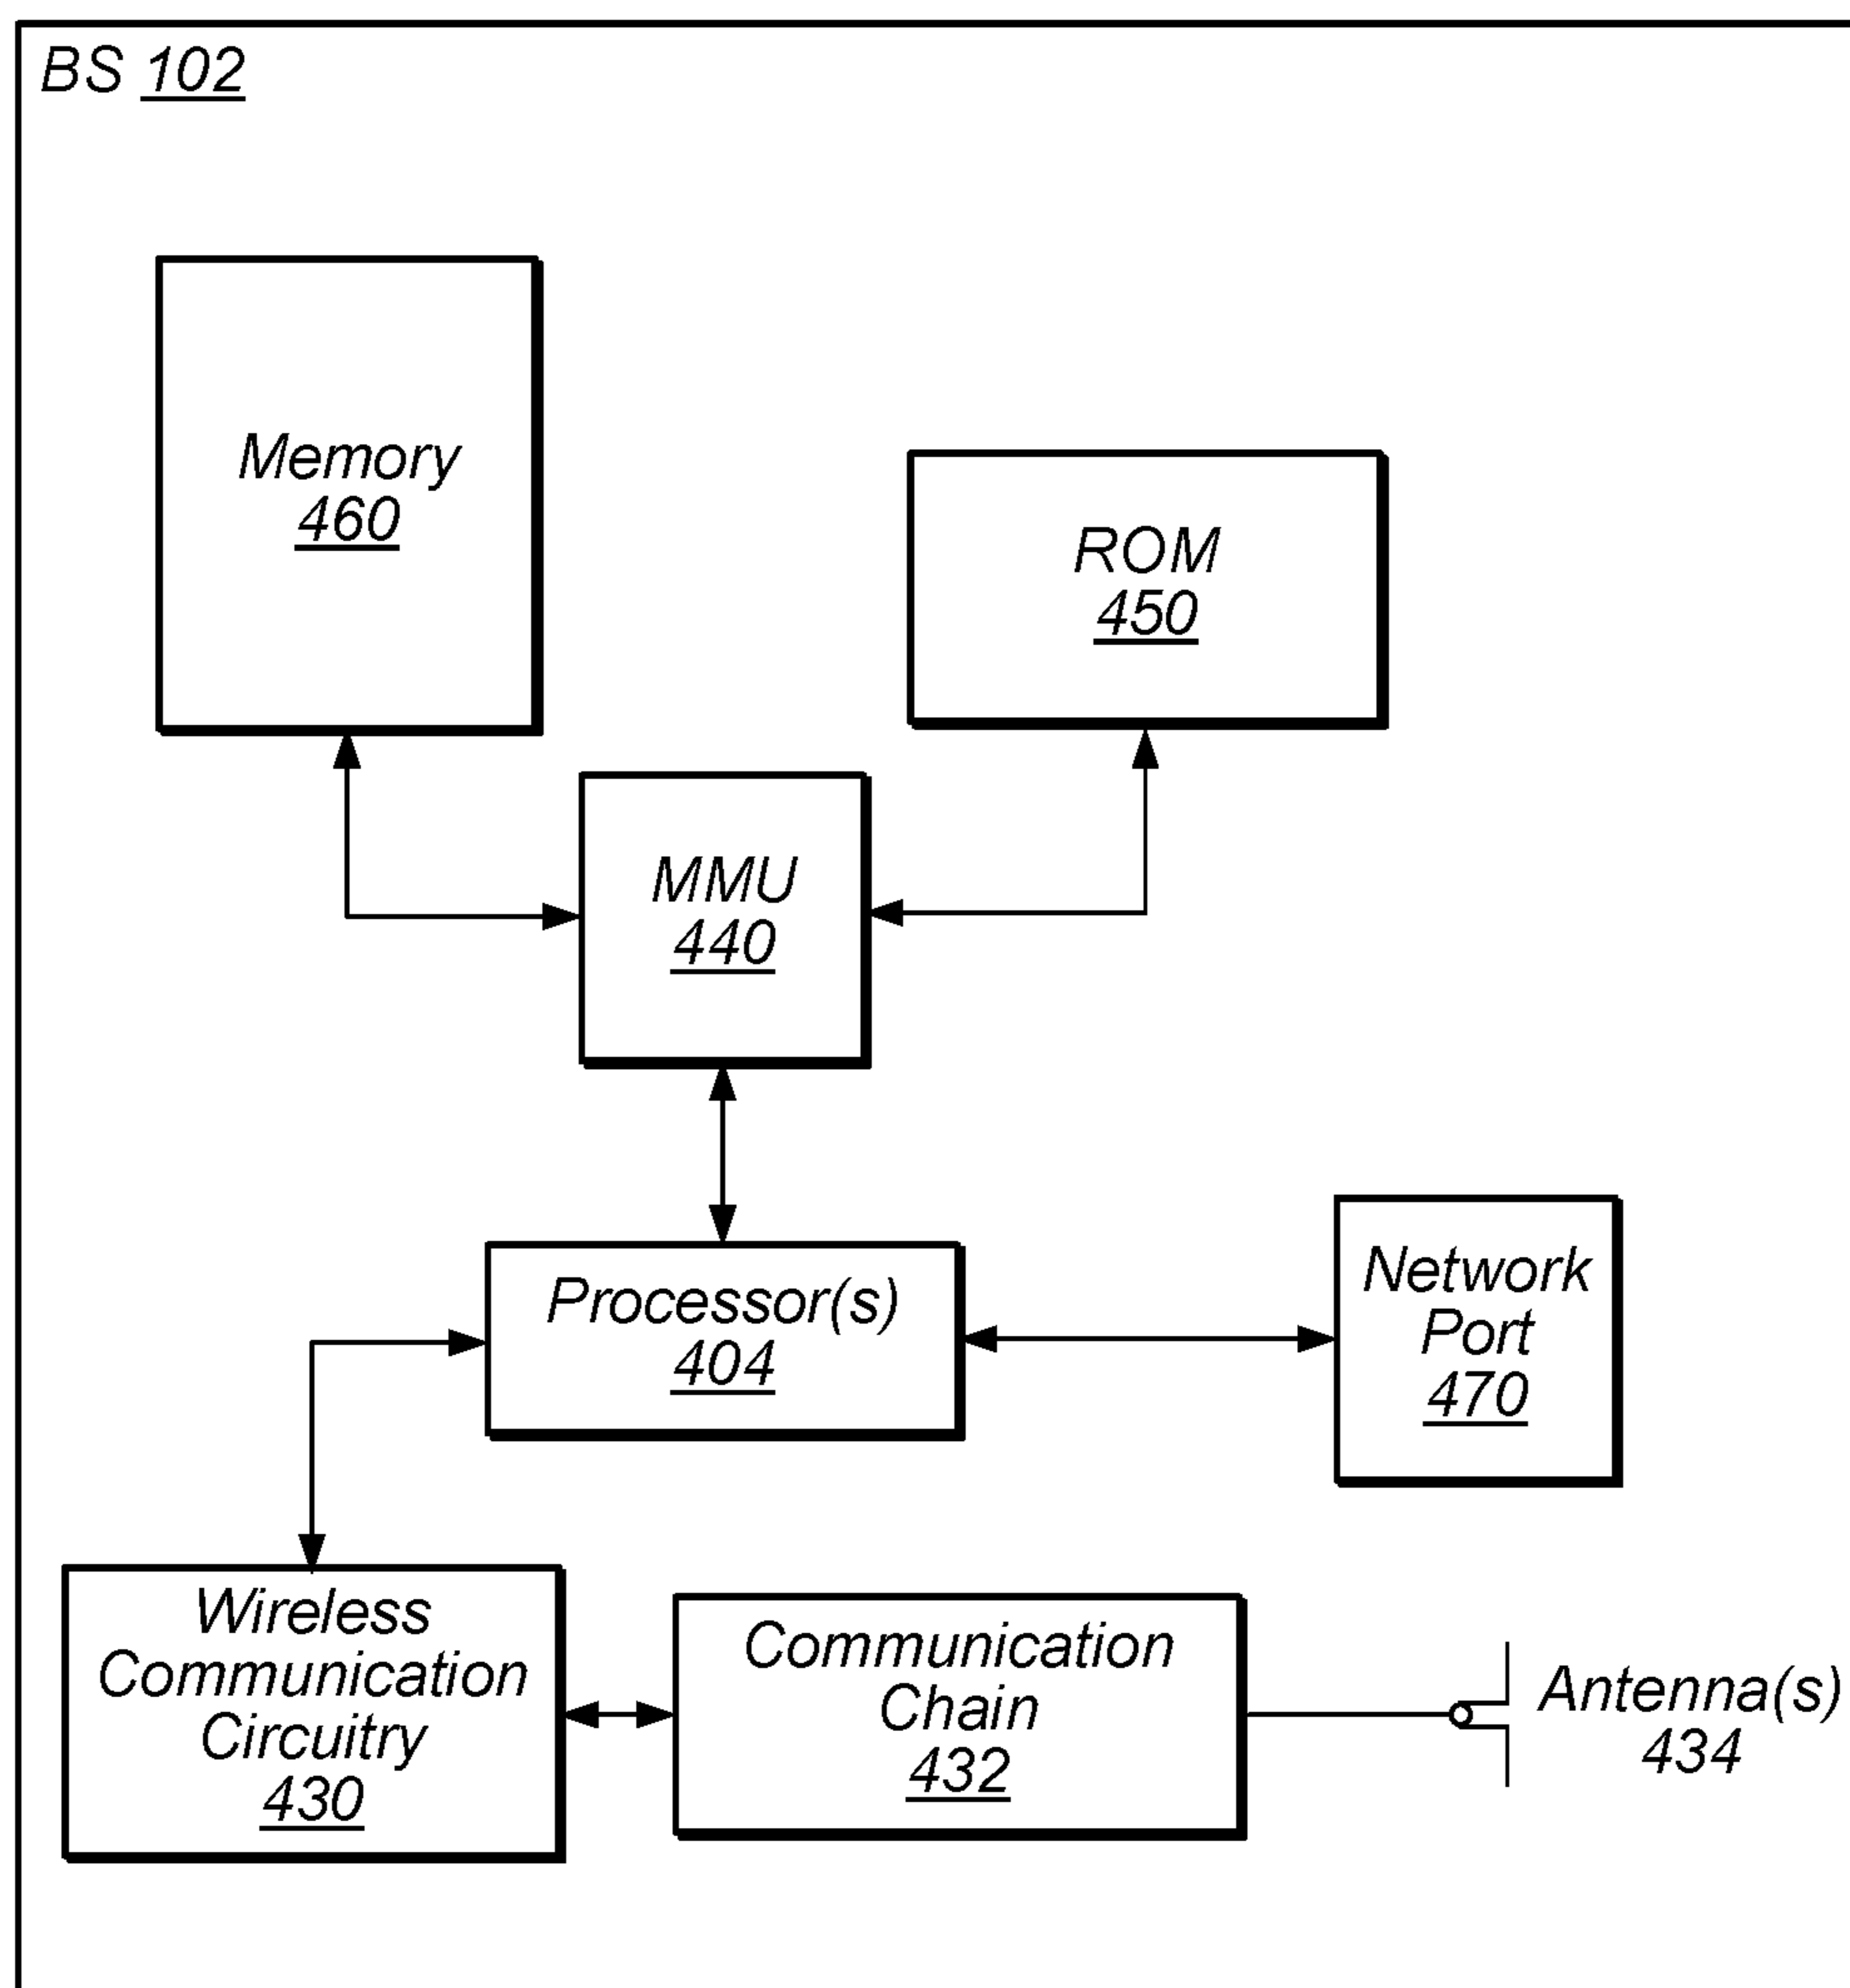 BS 102
Memory
460
ROM
450
MMU
440
Processor(s)
404
Network
Port
470
Wireless
Communication
Circuitry
430
Communication
Chain
432
Antenna(s)
434